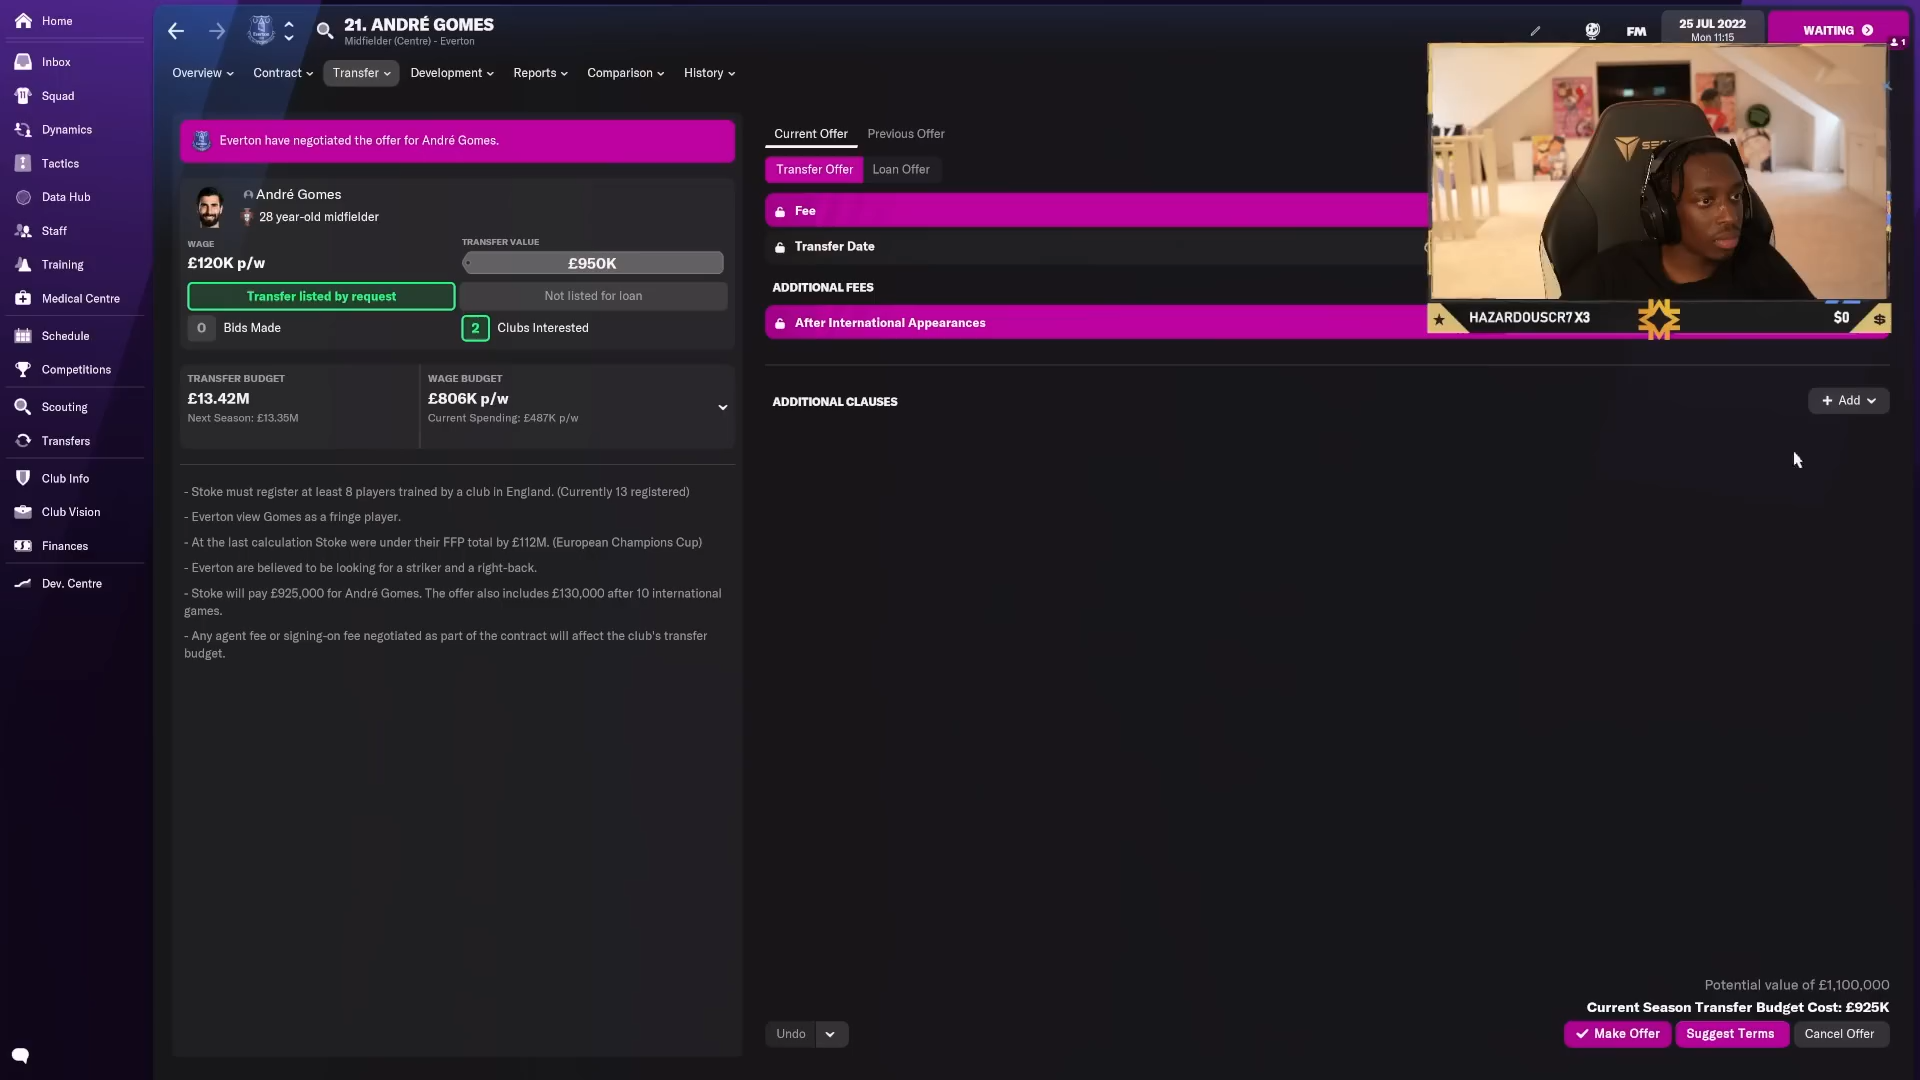 Home
Inbox
Squad
Dynamics
Tactics
Data Hub
Staff
Training
Medical Centre
Schedule
Competitions
Scouting
Transfers
Club Info
Club Vision
Finances
Dev. Centre
21. ANDRÉ GOMES
Midfielder (Centre) - Everton
FM
25 JUL 2022
Mon 11:15
WAITING
1
Overview
Contract
Transfer
Development
Reports
Comparison
History
Everton have negotiated the offer for André Gomes.
André Gomes
28 year-old midfielder
WAGE
£120K p/w
TRANSFER VALUE
£950K
Transfer listed by request
Not listed for loan
0 Bids Made
2 Clubs Interested
TRANSFER BUDGET
£13.42M
Next Season: £13.35M
WAGE BUDGET
£806K p/w
Current Spending: £487K p/w
- Stoke must register at least 8 players trained by a club in England. (Currently 13 registered)
- Everton view Gomes as a fringe player.
- At the last calculation Stoke were under their FFP total by £112M. (European Champions Cup)
- Everton are believed to be looking for a striker and a right-back.
- Stoke will pay £925,000 for André Gomes. The offer also includes £130,000 after 10 international
games.
- Any agent fee or signing-on fee negotiated as part of the contract will affect the club's transfer
budget.
Current Offer
Previous Offer
Transfer Offer
Loan Offer
Fee
Transfer Date
ADDITIONAL FEES
After International Appearances
HAZARDOUSCR7 X3
$0
ADDITIONAL CLAUSES
+ Add
Potential value of £1,100,000
Current Season Transfer Budget Cost: £925K
Undo
Make Offer
Suggest Terms
Cancel Offer